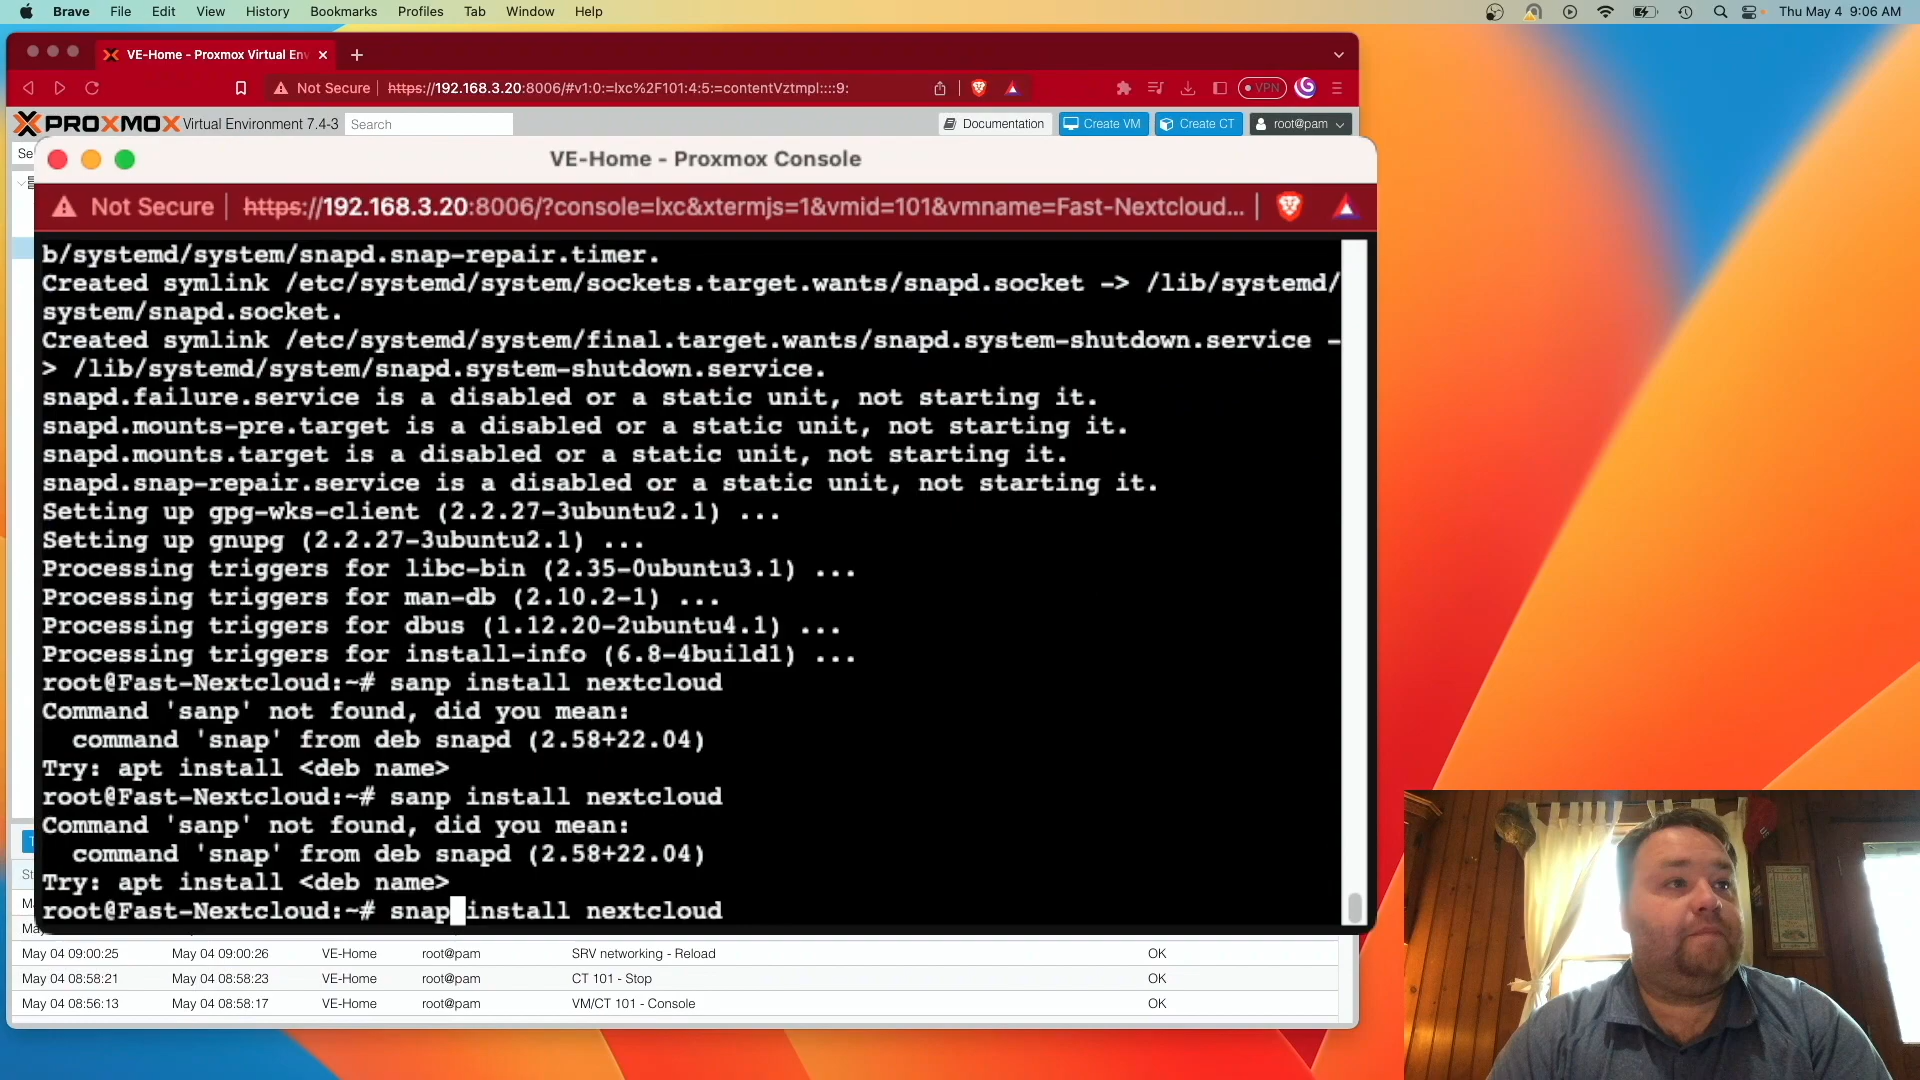 Brave File Edit View History Bookmarks Profiles Tab Window Help Thu May 4 9:06 AM
VE-Home - Proxmox Virtual En
Not Secure https://192.168.3.20:8006/#v1:0:=lxc%2F101:4:5:=contentVztmpl::::9: VPN
PROXMOX Virtual Environment 7.4-3 Search Documentation Create VM Create CT root@pam
Se
VE-Home - Proxmox Console
Not Secure https://192.168.3.20:8006/?console=lxc&xtermjs=1&vmid=101&vmname=Fast-Nextcloud...
b/systemd/system/snapd.snap-repair.timer.
Created symlink /etc/systemd/system/sockets.target.wants/snapd.socket -> /lib/systemd/
system/snapd.socket.
Created symlink /etc/systemd/system/final.target.wants/snapd.system-shutdown.service -
> /lib/systemd/system/snapd.system-shutdown.service.
snapd.failure.service is a disabled or a static unit, not starting it.
snapd.mounts-pre.target is a disabled or a static unit, not starting it.
snapd.mounts.target is a disabled or a static unit, not starting it.
snapd.snap-repair.service is a disabled or a static unit, not starting it.
Setting up gpg-wks-client (2.2.27-3ubuntu2.1) ...
Setting up gnupg (2.2.27-3ubuntu2.1) ...
Processing triggers for libc-bin (2.35-0ubuntu3.1) ...
Processing triggers for man-db (2.10.2-1) ...
Processing triggers for dbus (1.12.20-2ubuntu4.1) ...
Processing triggers for install-info (6.8-4build1) ...
root@Fast-Nextcloud:~# sanp install nextcloud
Command 'sanp' not found, did you mean:
command 'snap' from deb snapd (2.58+22.04)
Try: apt install <deb name>
root@Fast-Nextcloud:~# sanp install nextcloud
Command 'sanp' not found, did you mean:
command 'snap' from deb snapd (2.58+22.04)
Try: apt install <deb name>
root@Fast-Nextcloud:~# snap install nextcloud
T
St
Ma
Ma
May 04 09:00:25 May 04 09:00:26 VE-Home root@pam SRV networking - Reload OK
May 04 08:58:21 May 04 08:58:23 VE-Home root@pam CT 101 - Stop OK
May 04 08:56:13 May 04 08:58:17 VE-Home root@pam VM/CT 101 - Console OK